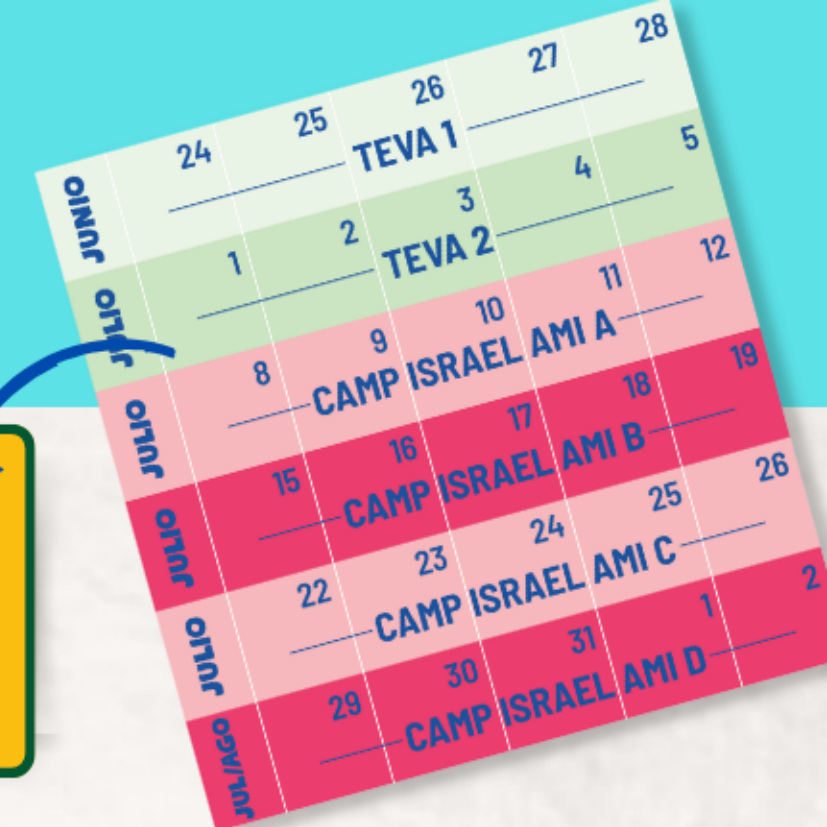 JUNIO 24 25 26 27 28
TEVA 1
JULIO 1 2 3 4 5
TEVA 2
JULIO 8 9 10 11 12
CAMP ISRAEL AMI A
JULIO 15 16 17 18 19
CAMP ISRAEL AMI B
JULIO 22 23 24 25 26
CAMP ISRAEL AMI C
JUL/AGO 29 30 31 1 2
CAMP ISRAEL AMI D